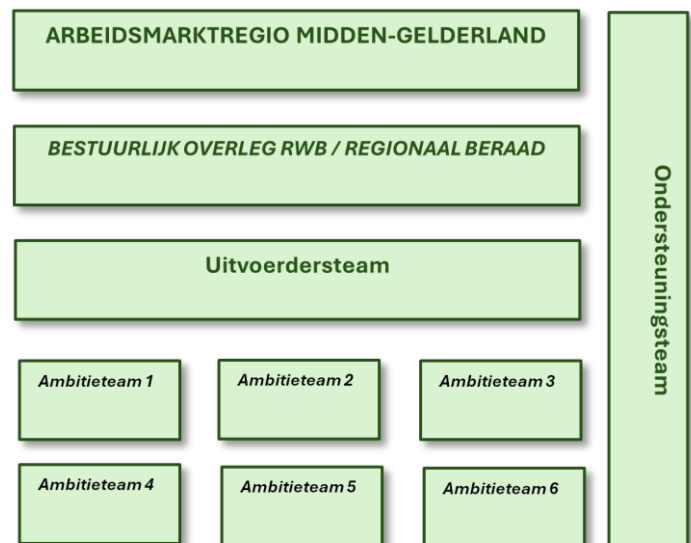 ARBEIDSMARKTREGIO MIDDEN-GELDERLAND
BESTUURLIJK OVERLEG RWB / REGIONAAL BERAAD
Uitvoerdersteam
Ambitieteam 1
Ambitieteam 2
Ambitieteam 3
Ambitieteam 4
Ambitieteam 5
Ambitieteam 6
Ondersteuningsteam